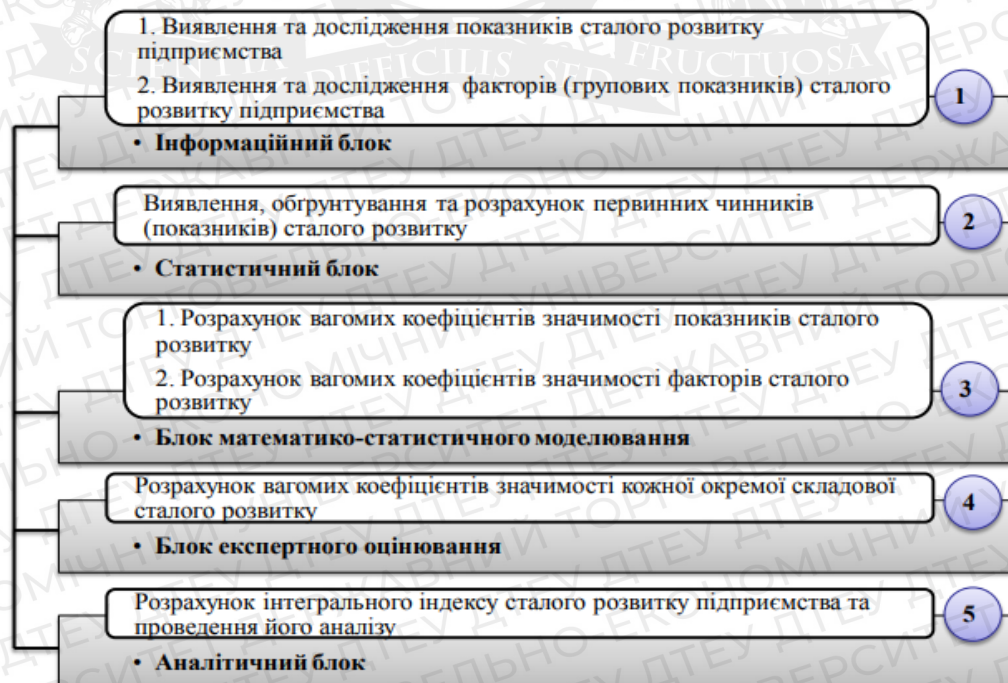 SCIENTIA DIFFICILIS SED FRUCTUOSA
1. Виявлення та дослідження показників сталого розвитку
підприємства
2. Виявлення та дослідження факторів (групових показників) сталого
розвитку підприємства
1
• Інформаційний блок
Виявлення, обґрунтування та розрахунок первинних чинників
(показників) сталого розвитку
2
• Статистичний блок
1. Розрахунок вагомих коефіцієнтів значимості показників сталого
розвитку
2. Розрахунок вагомих коефіцієнтів значимості факторів сталого
розвитку
3
• Блок математико-статистичного моделювання
Розрахунок вагомих коефіцієнтів значимості кожної окремої складової
сталого розвитку
4
• Блок експертного оцінювання
Розрахунок інтегрального індексу сталого розвитку підприємства та
проведення його аналізу
5
• Аналітичний блок